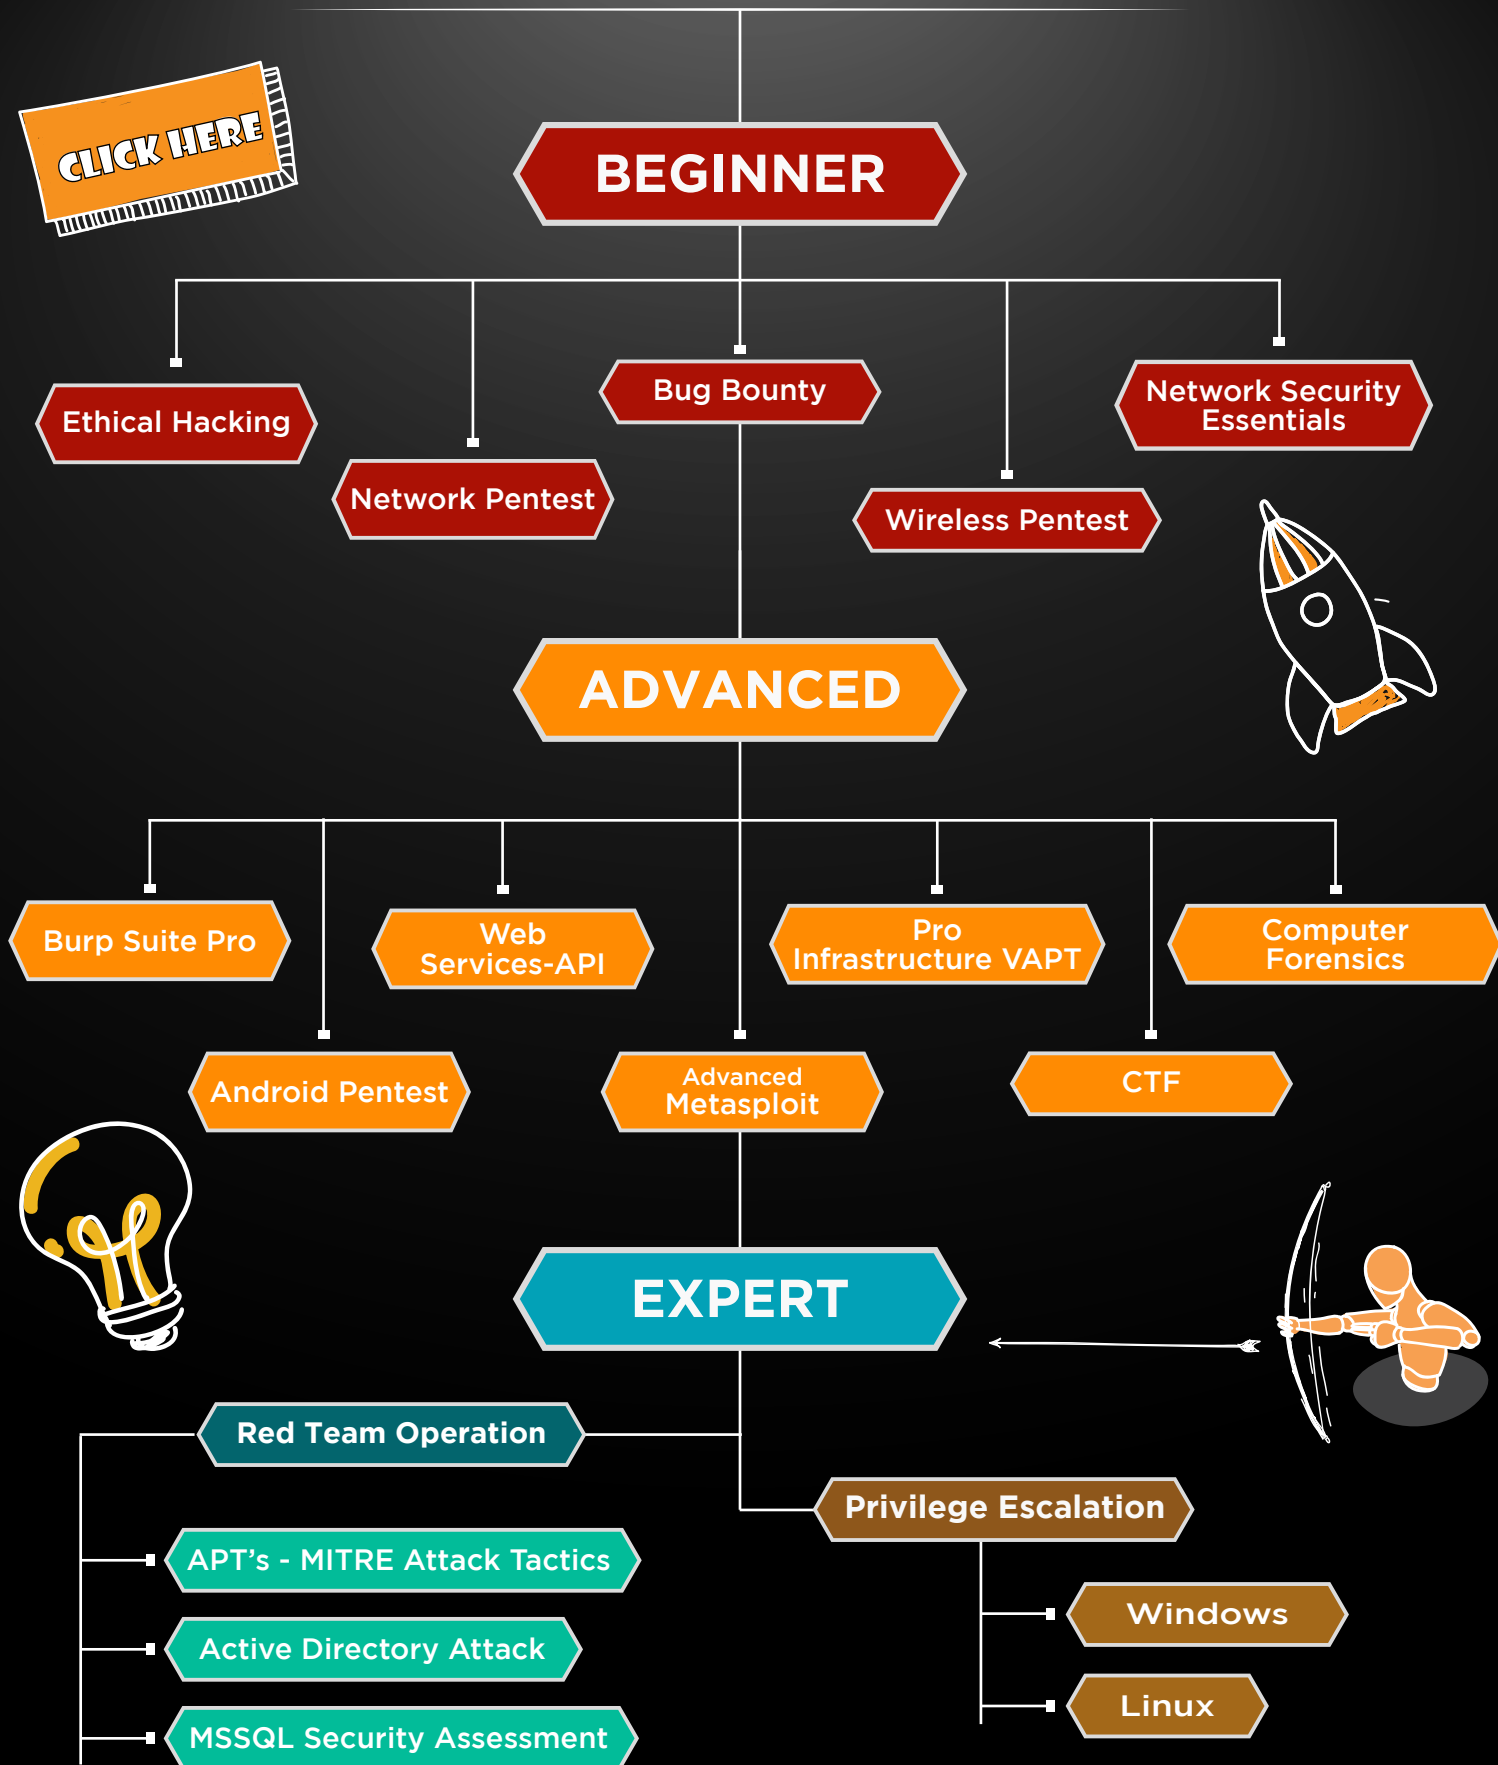 CLICK HERE
BEGINNER
Ethical Hacking
Network Pentest
Bug Bounty
Wireless Pentest
Network Security
Essentials
ADVANCED
Burp Suite Pro
Android Pentest
Web
Services-API
Advanced
Metasploit
Pro
Infrastructure VAPT
CTF
Computer
Forensics
EXPERT
Red Team Operation
APT's - MITRE Attack Tactics
Active Directory Attack
MSSQL Security Assessment
Privilege Escalation
Windows
Linux